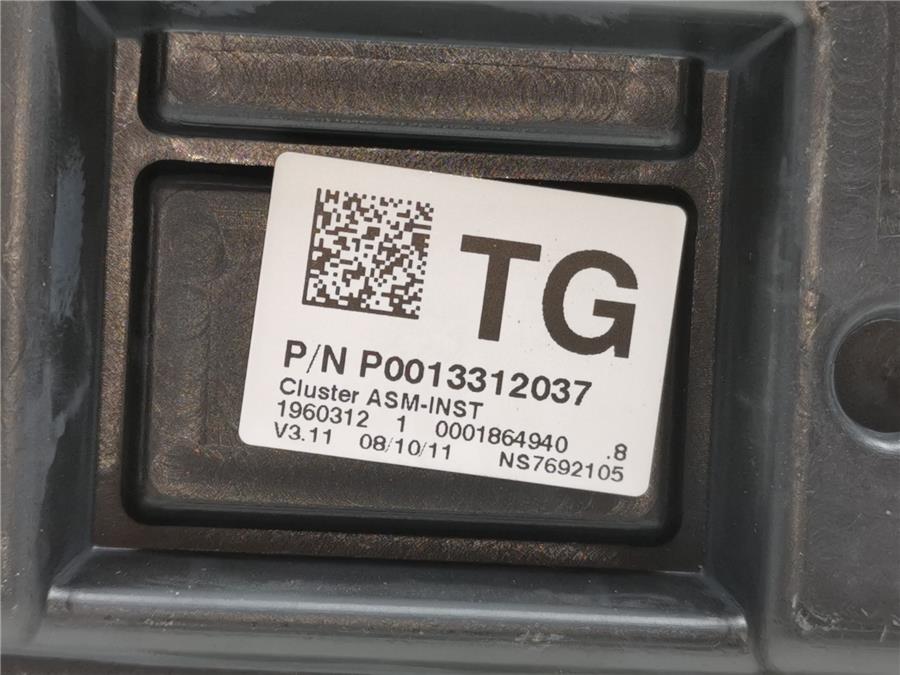 TG
P/N P0013312037
Cluster ASM-INST
1960312 1 0001864940 .8
V3.11 08/10/11 NS7692105